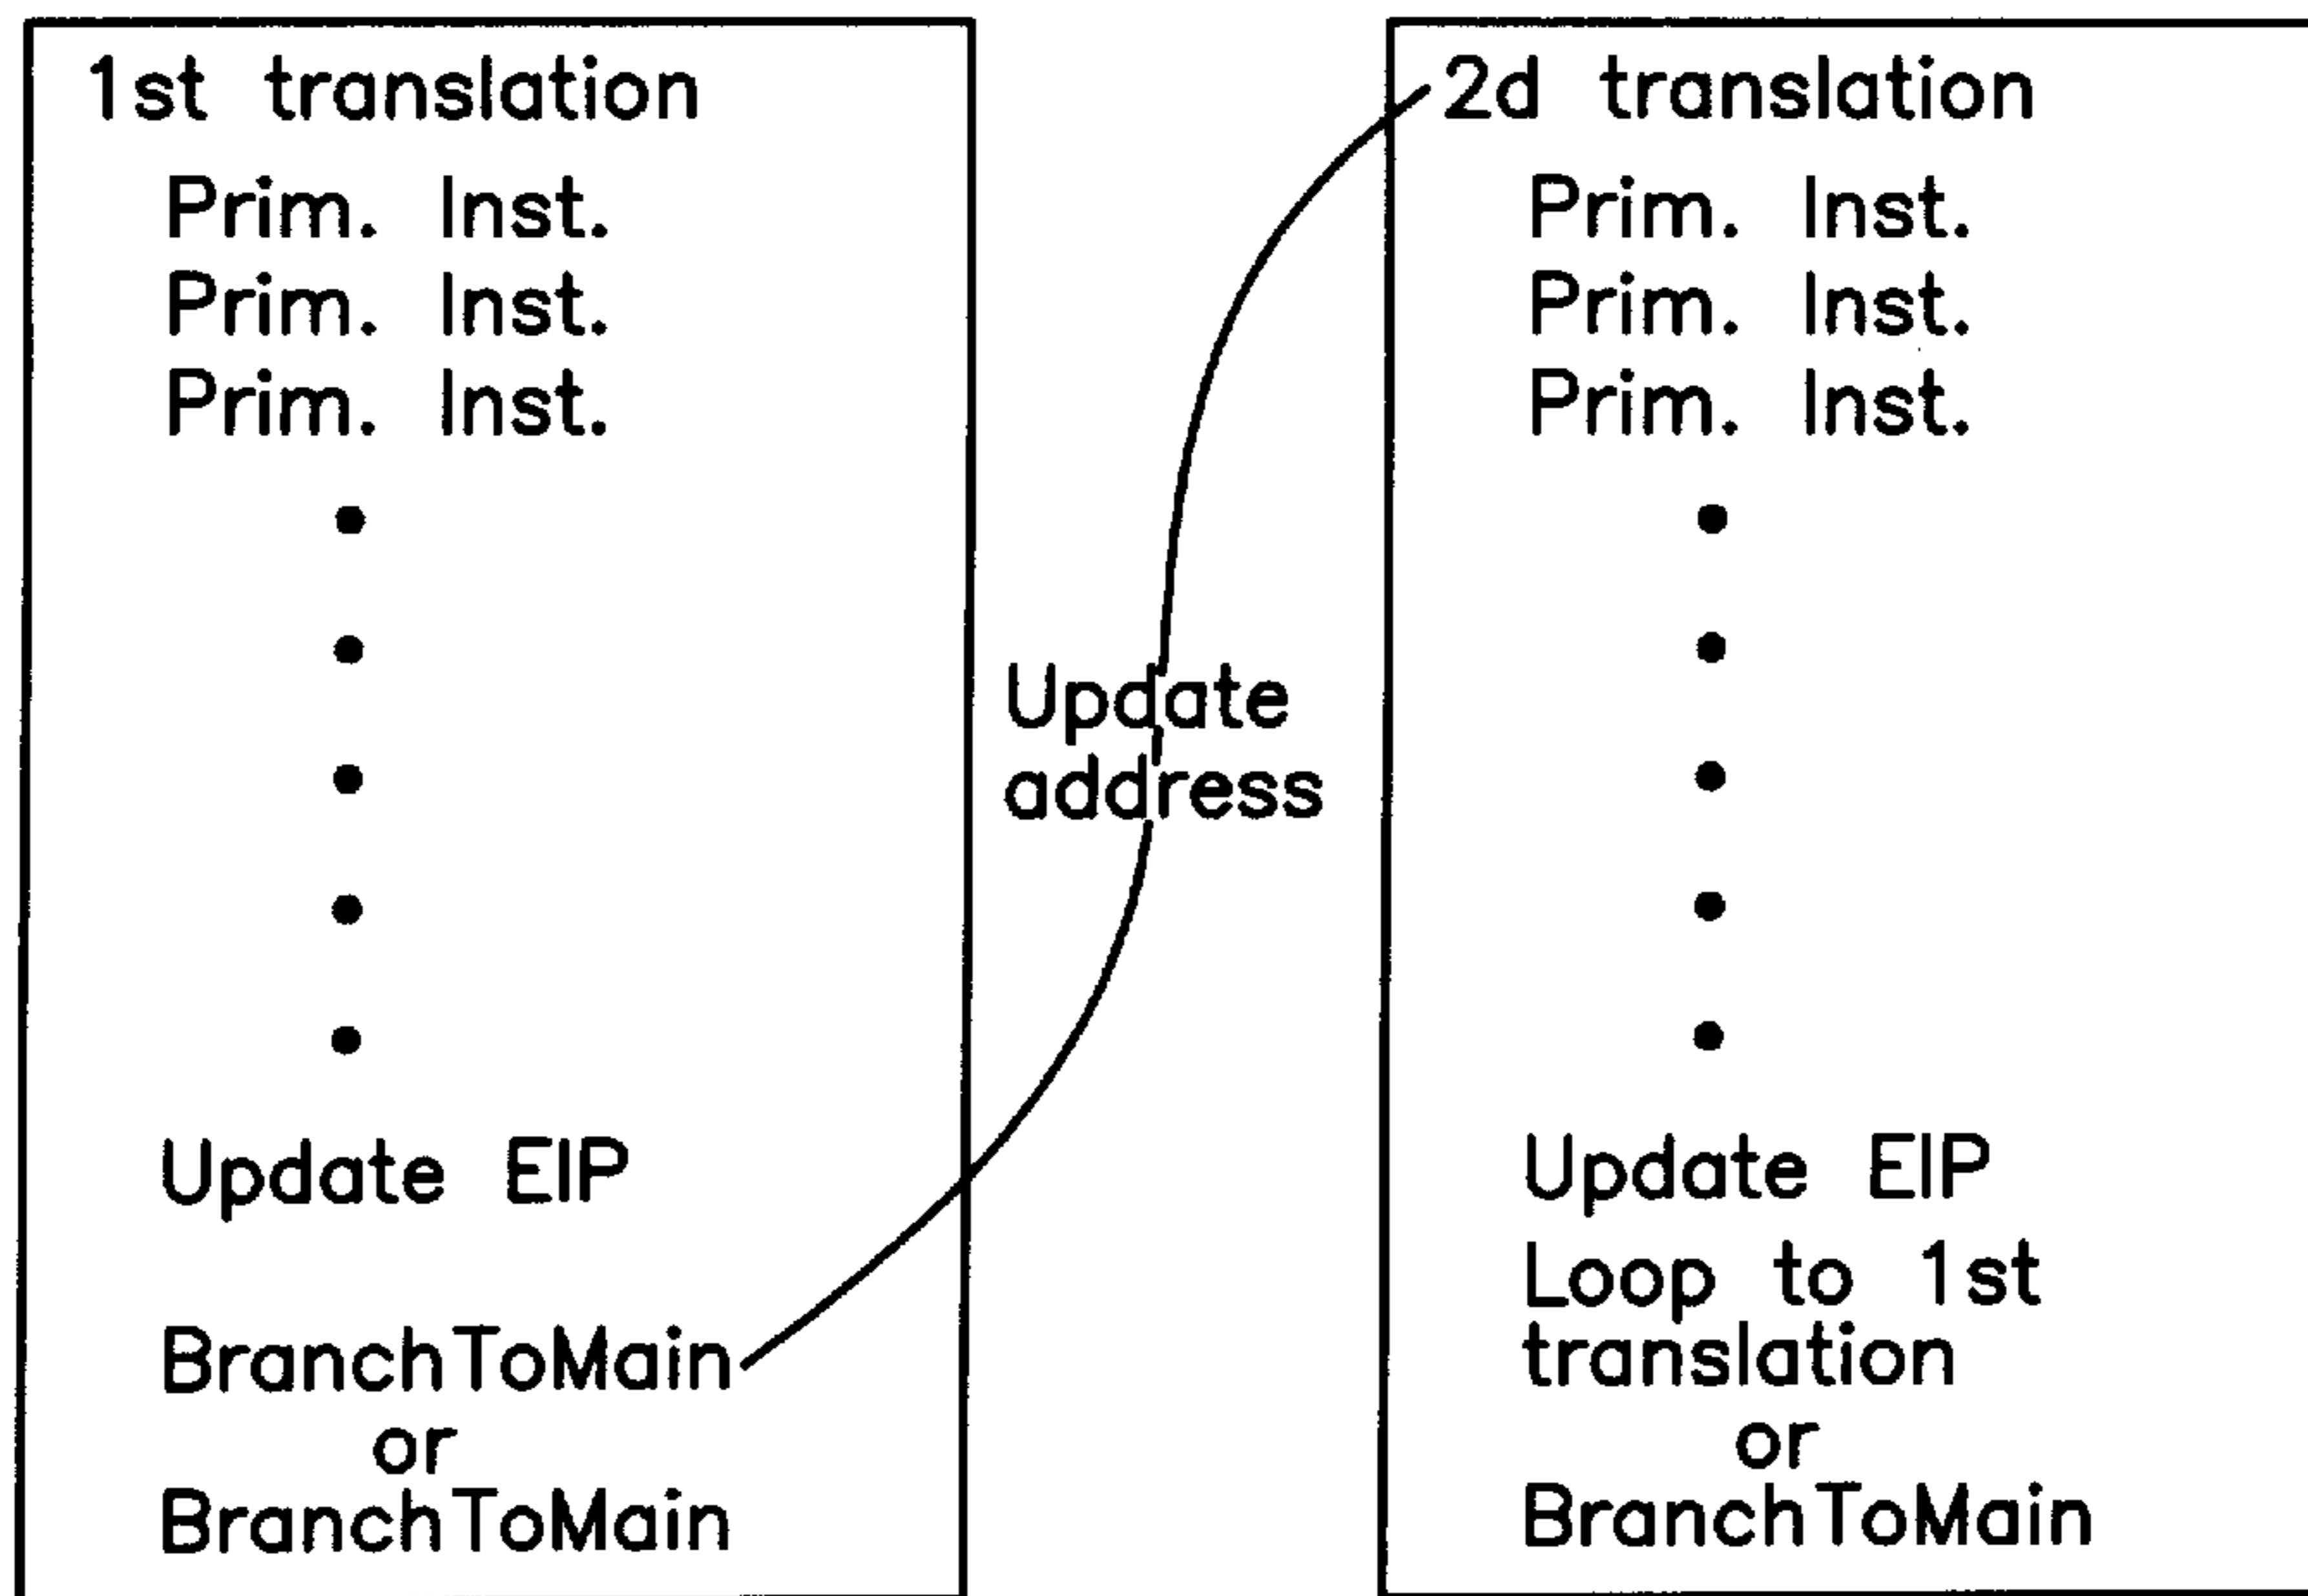 1st translation
Prim. Inst.
Prim. Inst.
Prim. Inst.
Update EIP
BranchToMain
or
BranchToMain
Update
address
2d translation
Prim. Inst.
Prim. Inst.
Prim. Inst.
Update EIP
Loop to 1st
translation
or
BranchToMain